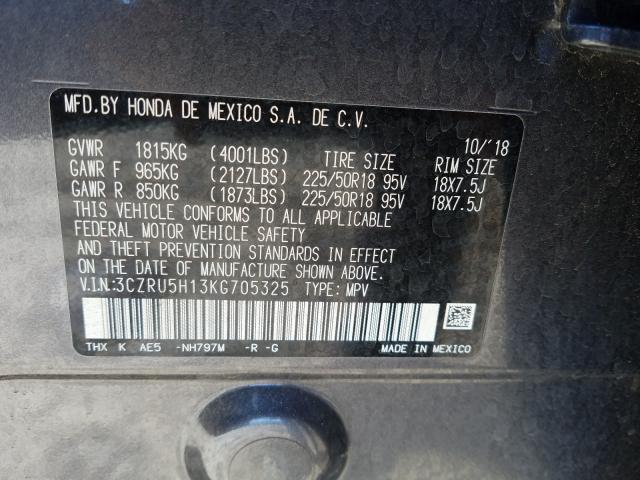 MFD.BY HONDA DE MEXICO S.A. DE C.V.
10/'18
GVWR 1815KG (4001LBS) TIRE SIZE RIM SIZE
GAWR F 965KG (2127LBS) 225/50R18 95V 18X7.5J
GAWR R 850KG (1873LBS) 225/50R18 95V 18X7.5J
THIS VEHICLE CONFORMS TO ALL APPLICABLE
FEDERAL MOTOR VEHICLE SAFETY
AND THEFT PREVENTION STANDARDS IN EFFECT
ON THE DATE OF MANUFACTURE SHOWN ABOVE.
V.I.N.:3CZRU5H13KG705325 TYPE: MPV
THX K AE5 -NH797M -R -G MADE IN MEXICO